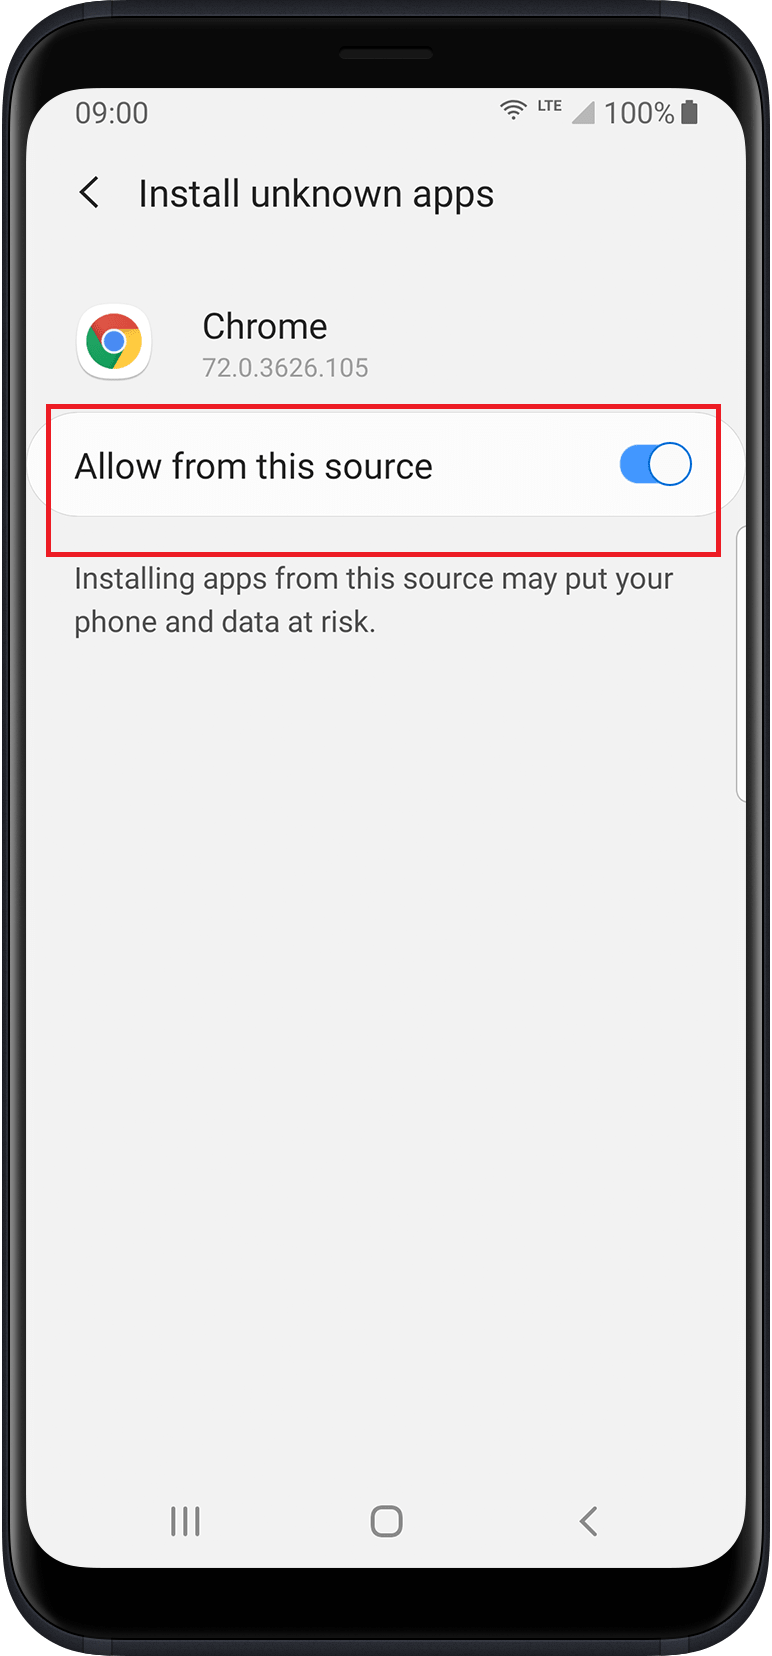 09:00 LTE 100%
Install unknown apps
Chrome
72.0.3626.105
Allow from this source
Installing apps from this source may put your
phone and data at risk.